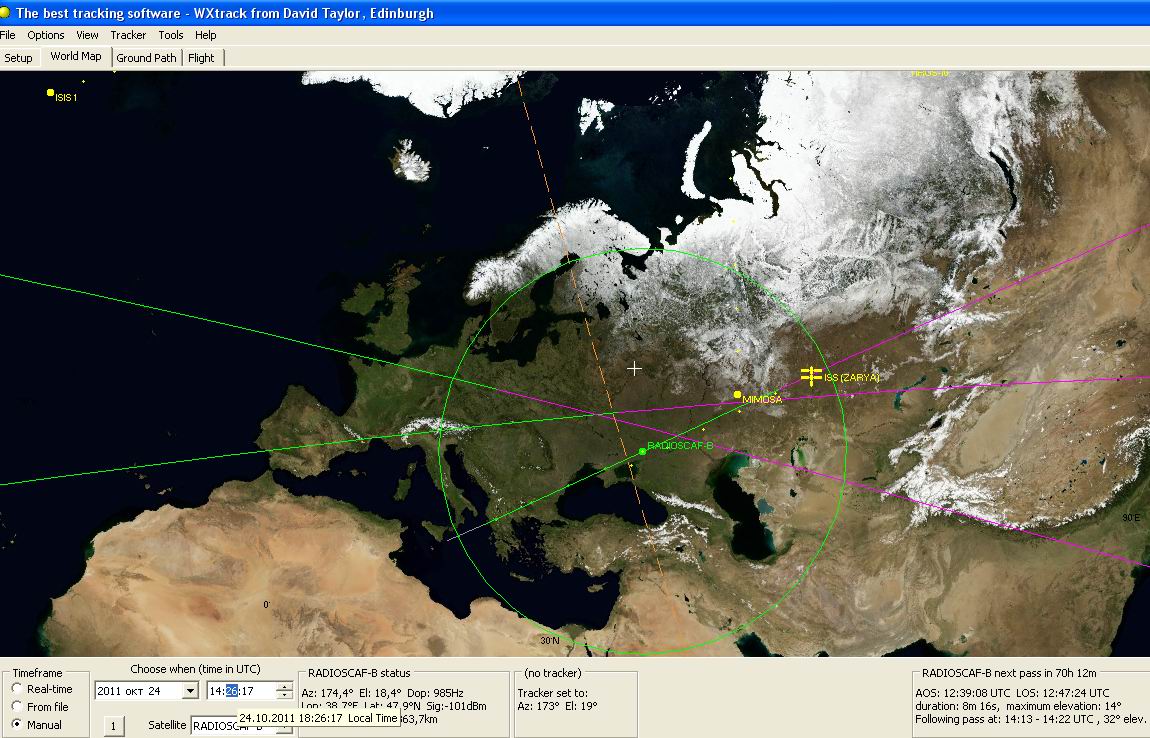 The best tracking software - WXtrack from David Taylor, Edinburgh
File Options View Tracker Tools Help
Setup World Map Ground Path Flight
ISIS 1
ISS (ZARYA)
MIMOSA
RADIOSCAF-B
90°E
0°
30°N
Timeframe
Real-time
From file
Manual
Choose when (time in UTC)
2011 окт 24 14:26:17
1 Satellite RADIOSCAF-B
24.10.2011 18:26:17 Local Time
RADIOSCAF-B status
Az: 174,4° El: 18,4° Dop: 985Hz
Lon: 38,7°E Lat: 47,9°N Sig:-101dBm
363,7km
(no tracker)
Tracker set to:
Az: 173° El: 19°
RADIOSCAF-B next pass in 70h 12m
AOS: 12:39:08 UTC LOS: 12:47:24 UTC
duration: 8m 16s, maximum elevation: 14°
Following pass at: 14:13 - 14:22 UTC , 32° elev.